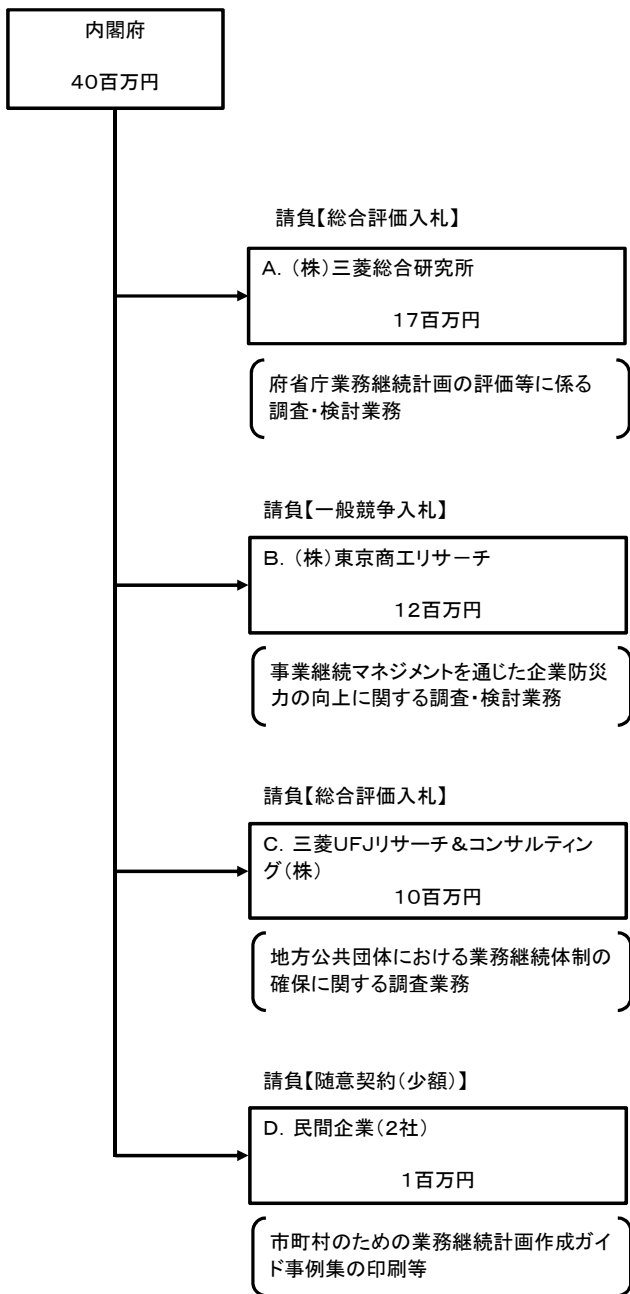 内閣府
40百万円
請負【総合評価入札】
A. (株)三菱総合研究所
17百万円
府省庁業務継続計画の評価等に係る
調査・検討業務
請負【一般競争入札】
B. (株)東京商工リサーチ
12百万円
事業継続マネジメントを通じた企業防災
力の向上に関する調査・検討業務
請負【総合評価入札】
C. 三菱UFJリサーチ&コンサルティン
グ(株)
10百万円
地方公共団体における業務継続体制の
確保に関する調査業務
請負【随意契約(少額)】
D. 民間企業(2社)
1百万円
市町村のための業務継続計画作成ガイ
ド事例集の印刷等